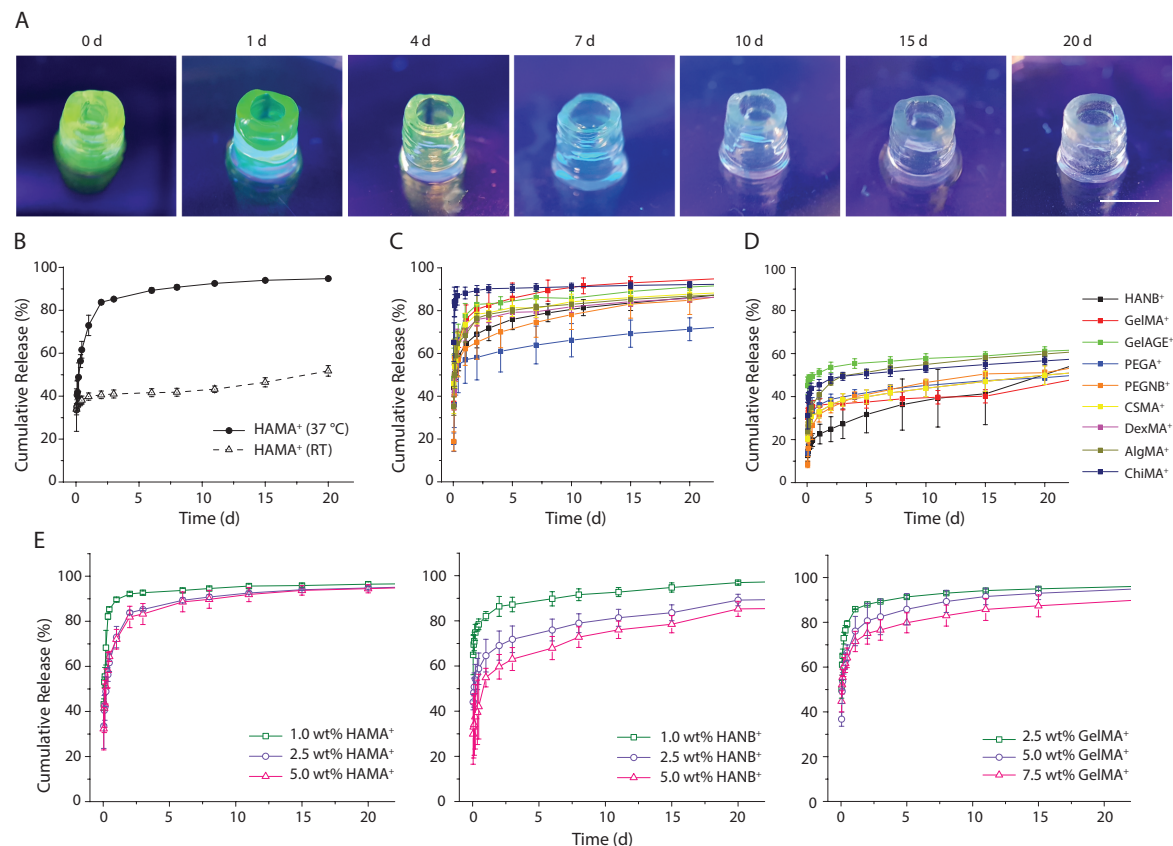 A
0 d 1 d 4 d 7 d 10 d 15 d 20 d
B
100
80
60
40
20
0
Cumulative Release (%)
HAMA⁺ (37 °C)
HAMA⁺ (RT)
0 5 10 15 20
Time (d)
C
100
80
60
40
20
0
Cumulative Release (%)
0 5 10 15 20
Time (d)
D
100
80
60
40
20
0
Cumulative Release (%)
0 5 10 15 20
Time (d)
HANB⁺
GelMA⁺
GelAGE⁺
PEGA⁺
PEGNB⁺
CSMA⁺
DexMA⁺
AlgMA⁺
ChiMA⁺
E
100
80
60
40
20
0
Cumulative Release (%)
1.0 wt% HAMA⁺
2.5 wt% HAMA⁺
5.0 wt% HAMA⁺
0 5 10 15 20
100
80
60
40
20
0
1.0 wt% HANB⁺
2.5 wt% HANB⁺
5.0 wt% HANB⁺
0 5 10 15 20
100
80
60
40
20
0
2.5 wt% GelMA⁺
5.0 wt% GelMA⁺
7.5 wt% GelMA⁺
0 5 10 15 20
Time (d)